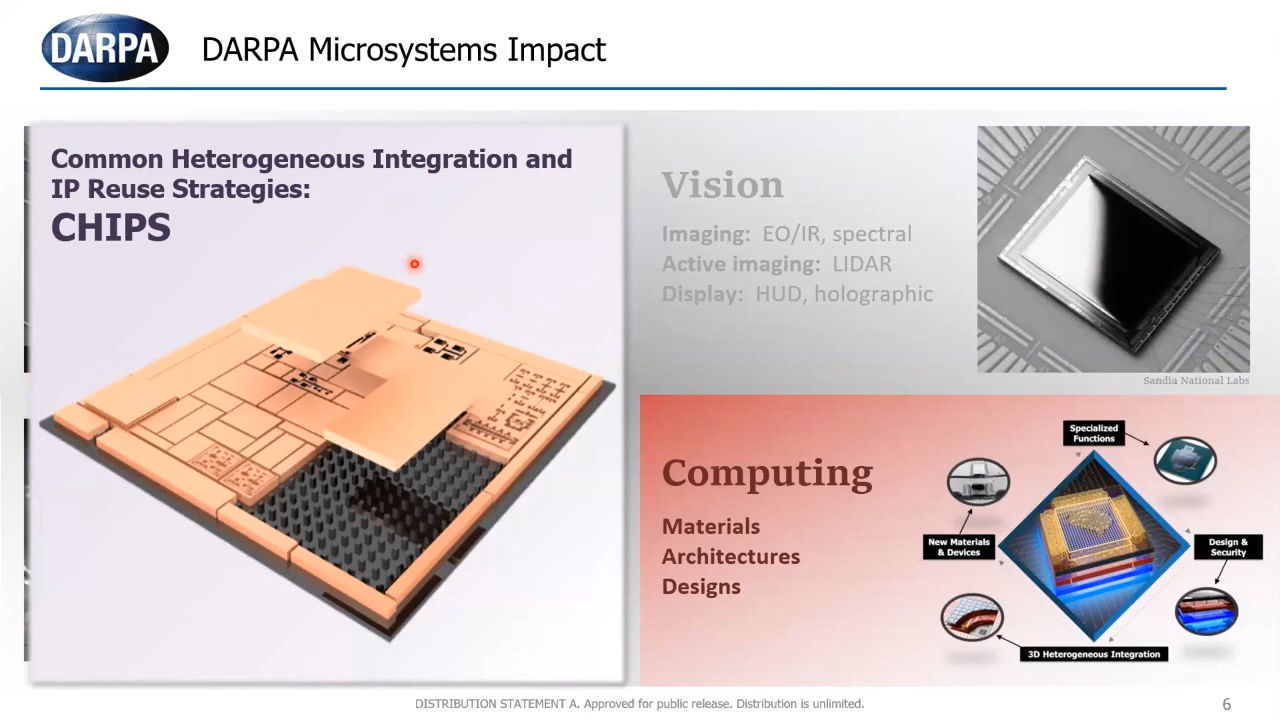 DARPA
DARPA Microsystems Impact
Common Heterogeneous Integration and
IP Reuse Strategies:
CHIPS
Vision
Imaging: EO/IR, spectral
Active imaging: LIDAR
Display: HUD, holographic
Sandia National Labs
Computing
Materials
Architectures
Designs
Specialized
Functions
New Materials
& Devices
Design &
Security
3D Heterogeneous Integration
DISTRIBUTION STATEMENT A. Approved for public release. Distribution is unlimited.
6